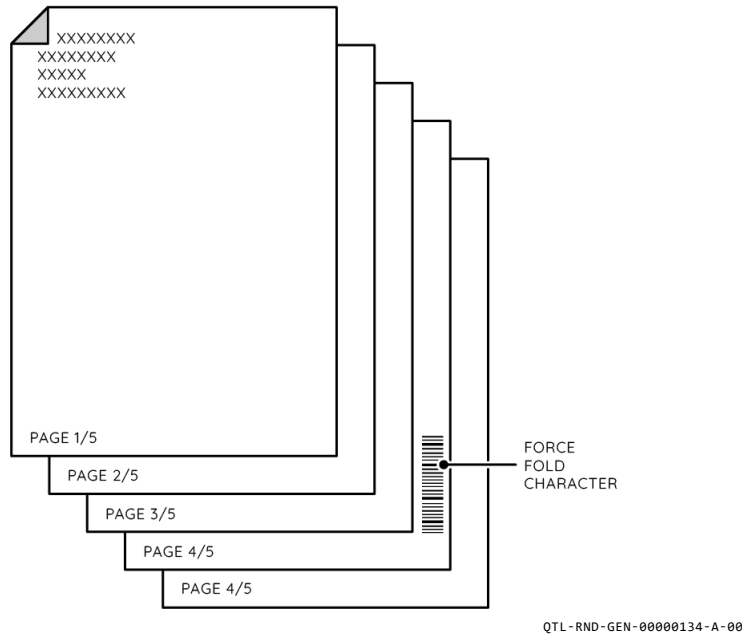 XXXXXXXX
XXXXXXXX
XXXXX
XXXXXXXXX
PAGE 1/5
PAGE 2/5
PAGE 3/5
PAGE 4/5
PAGE 4/5
FORCE
FOLD
CHARACTER
QTL-RND-GEN-00000134-A-00